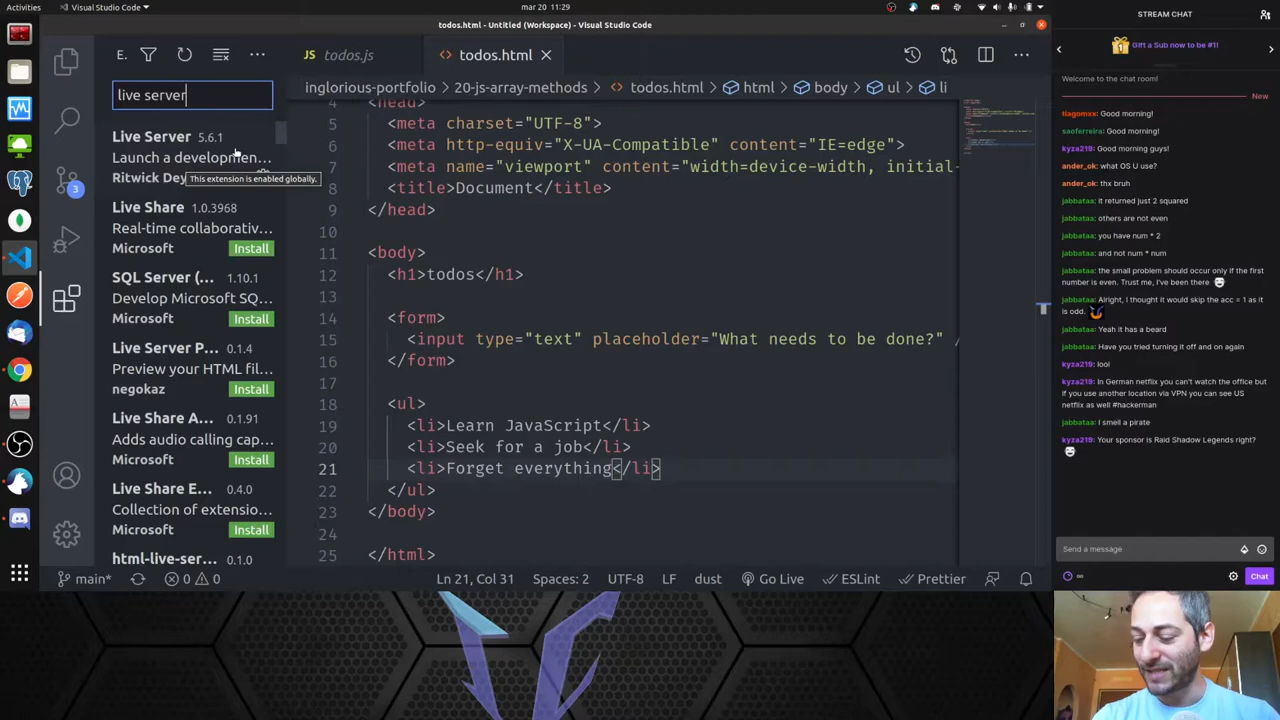 Activities
Visual Studio Code
mar 20 11:29
todos.html - Untitled (Workspace) - Visual Studio Code
STREAM CHAT
E.
JS todos.js
todos.html
Gift a Sub now to be #1!
live server
inglorious-portfolio > 20-js-array-methods > todos.html > html > body > ul > li
Welcome to the chat room!
New
Live Server 5.6.1
Launch a developmen...
Ritwick Dey
This extension is enabled globally.
Live Share 1.0.3968
Real-time collaborativ...
Microsoft Install
SQL Server (... 1.10.1
Develop Microsoft SQ...
Microsoft Install
Live Server P... 0.1.4
Preview your HTML fil...
negokaz Install
Live Share A... 0.1.91
Adds audio calling cap...
Microsoft Install
Live Share E... 0.4.0
Collection of extensio...
Microsoft Install
html-live-ser... 0.1.0
3
4 <head>
5 <meta charset="UTF-8">
6 <meta http-equiv="X-UA-Compatible" content="IE=edge">
7 <meta name="viewport" content="width=device-width, initial-
8 <title>Document</title>
9 </head>
10
11 <body>
12 <h1>todos</h1>
13
14 <form>
15 <input type="text" placeholder="What needs to be done?" /
16 </form>
17
18 <ul>
19 <li>Learn JavaScript</li>
20 <li>Seek for a job</li>
21 <li>Forget everything</li>
22 </ul>
23 </body>
24
25 </html>
main* 0 0 Ln 21, Col 31 Spaces: 2 UTF-8 LF HTML dust Go Live ESLint Prettier
tiagomxx: Good morning!
saoferreira: Good morning!
kyza219: Good morning guys!
ander_ok: what OS U use?
ander_ok: thx bruh
jabbataa: it returned just 2 squared
jabbataa: others are not even
jabbataa: you have num * 2
jabbataa: and not num * num
jabbataa: the small problem should occur only if the first
number is even. Trust me, I've been there
jabbataa: Alright, I thought it would skip the acc = 1 as it
is odd.
jabbataa: Yeah it has a beard
jabbataa: Have you tried turning it off and on again
kyza219: lool
kyza219: In German netflix you can't watch the office but
if you use another location via VPN you can see US
netflix as well #hackerman
jabbataa: I smell a pirate
kyza219: Your sponsor is Raid Shadow Legends right?
Send a message
∞
Chat